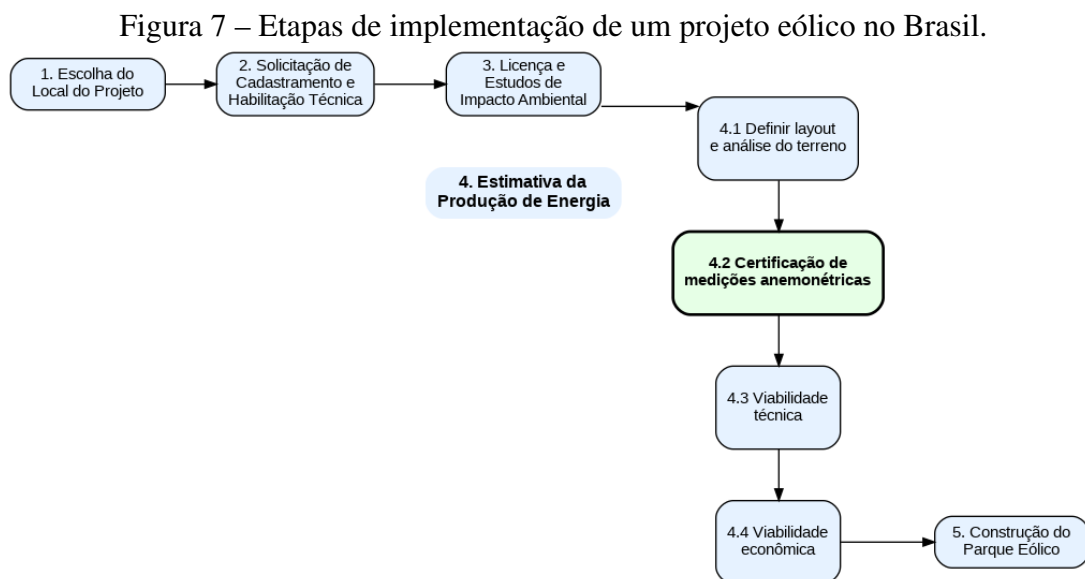 Figura 7 – Etapas de implementação de um projeto eólico no Brasil.
1. Escolha do
Local do Projeto
2. Solicitação de
Cadastramento e
Habilitação Técnica
3. Licença e
Estudos de
Impacto Ambiental
4.1 Definir layout
e análise do terreno
4. Estimativa da
Produção de Energia
4.2 Certificação de
medições anemonétricas
4.3 Viabilidade
técnica
4.4 Viabilidade
econômica
5. Construção do
Parque Eólico